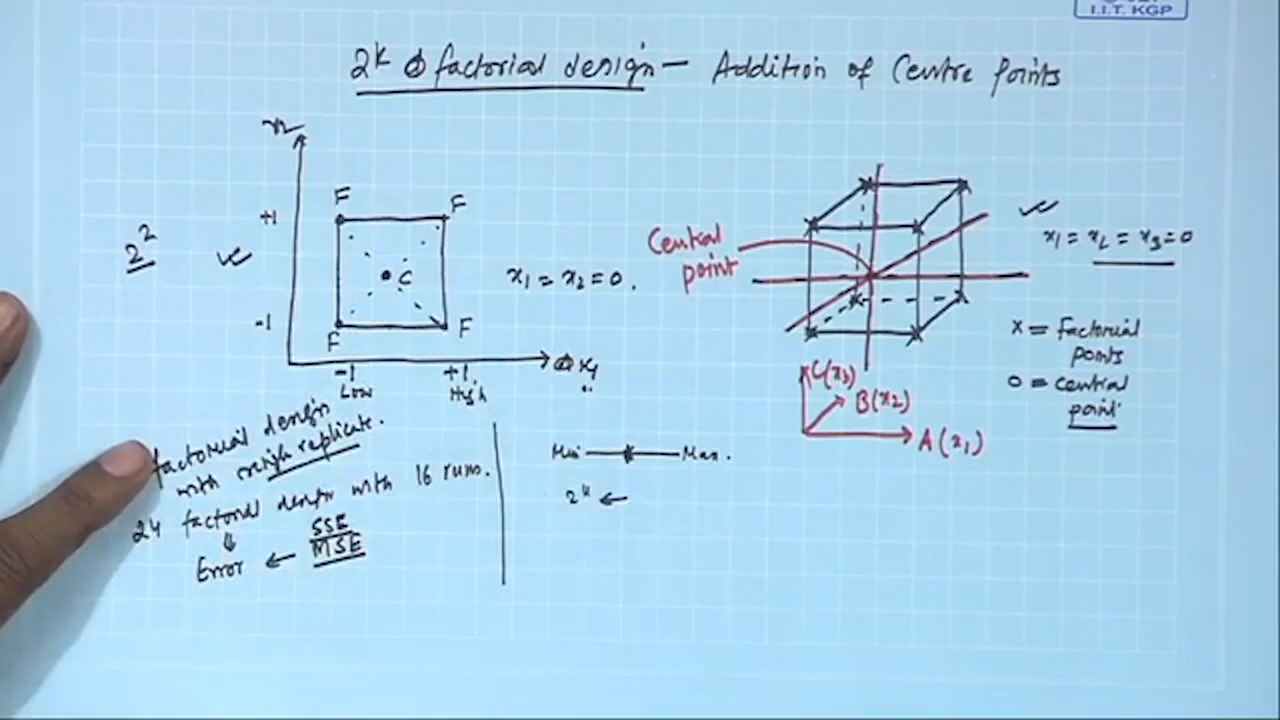 I.I.T. KGP
2^k factorial design - Addition of Centre Points
x2
F
F
+1
2^2
C
x1 = x2 = 0.
-1
F
F
-1
+1
x1
Low
High
Central
point
x1 = x2 = x3 = 0
x = Factorial
points
0 = central
point
C(x3)
B(x2)
A(x1)
factorial design
with single replicate.
24 factorial design with 16 runs.
Error ← SSE
MSE
Min
Max.
2^k ←